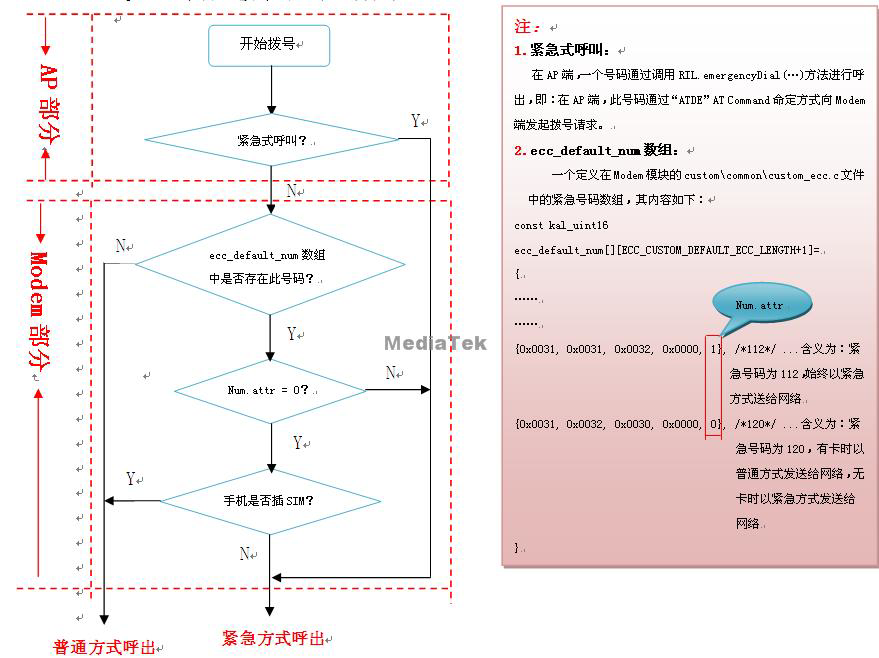 AP 部分
开始拨号
紧急式呼叫？
Y
N
Modem 部分
ecc_default_num 数组
中是否存在此号码？
N
Y
Num.attr = 0？
N
Y
手机是否插 SIM？
Y
N
普通方式呼出
紧急方式呼出
MediaTek
注：
1. 紧急式呼叫：
在 AP 端，一个号码通过调用 RIL.emergencyDial(…)方法进行呼
出，即：在 AP 端，此号码通过“ATDE”AT Command 命定方式向 Modem
端发起拨号请求。
2. ecc_default_num 数组：
一个定义在 Modem 模块的 custom\common\custom_ecc.c 文件
中的紧急号码数组，其内容如下：
const kal_uint16
ecc_default_num[][ECC_CUSTOM_DEFAULT_ECC_LENGTH+1]=
{
……
……
Num.attr
{0x0031, 0x0031, 0x0032, 0x0000, 1}, /*112*/ ...含义为：紧
急号码为 112，始终以紧急
方式送给网络
{0x0031, 0x0032, 0x0030, 0x0000, 0}, /*120*/ ...含义为：紧
急号码为 120，有卡时以
普通方式发送给网络，无
卡时以紧急方式发送给
网络
}